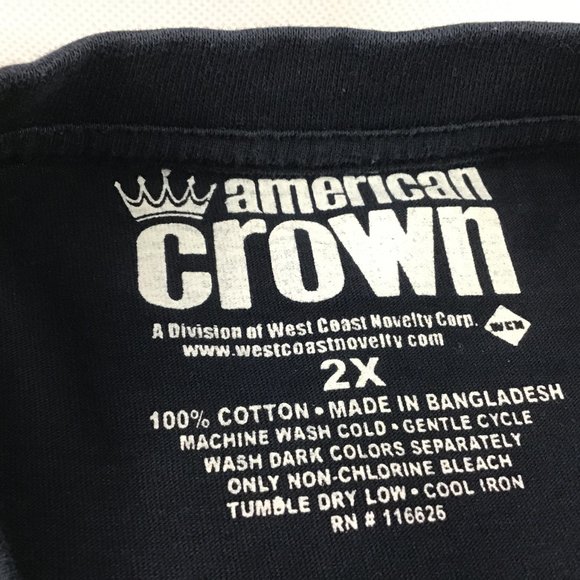 american
crown
A Division of West Coast Novelty Corp.
WCN
www.westcoastnovelty.com
2X
100% COTTON • MADE IN BANGLADESH
MACHINE WASH COLD • GENTLE CYCLE
WASH DARK COLORS SEPARATELY
ONLY NON-CHLORINE BLEACH
TUMBLE DRY LOW • COOL IRON
RN # 116626